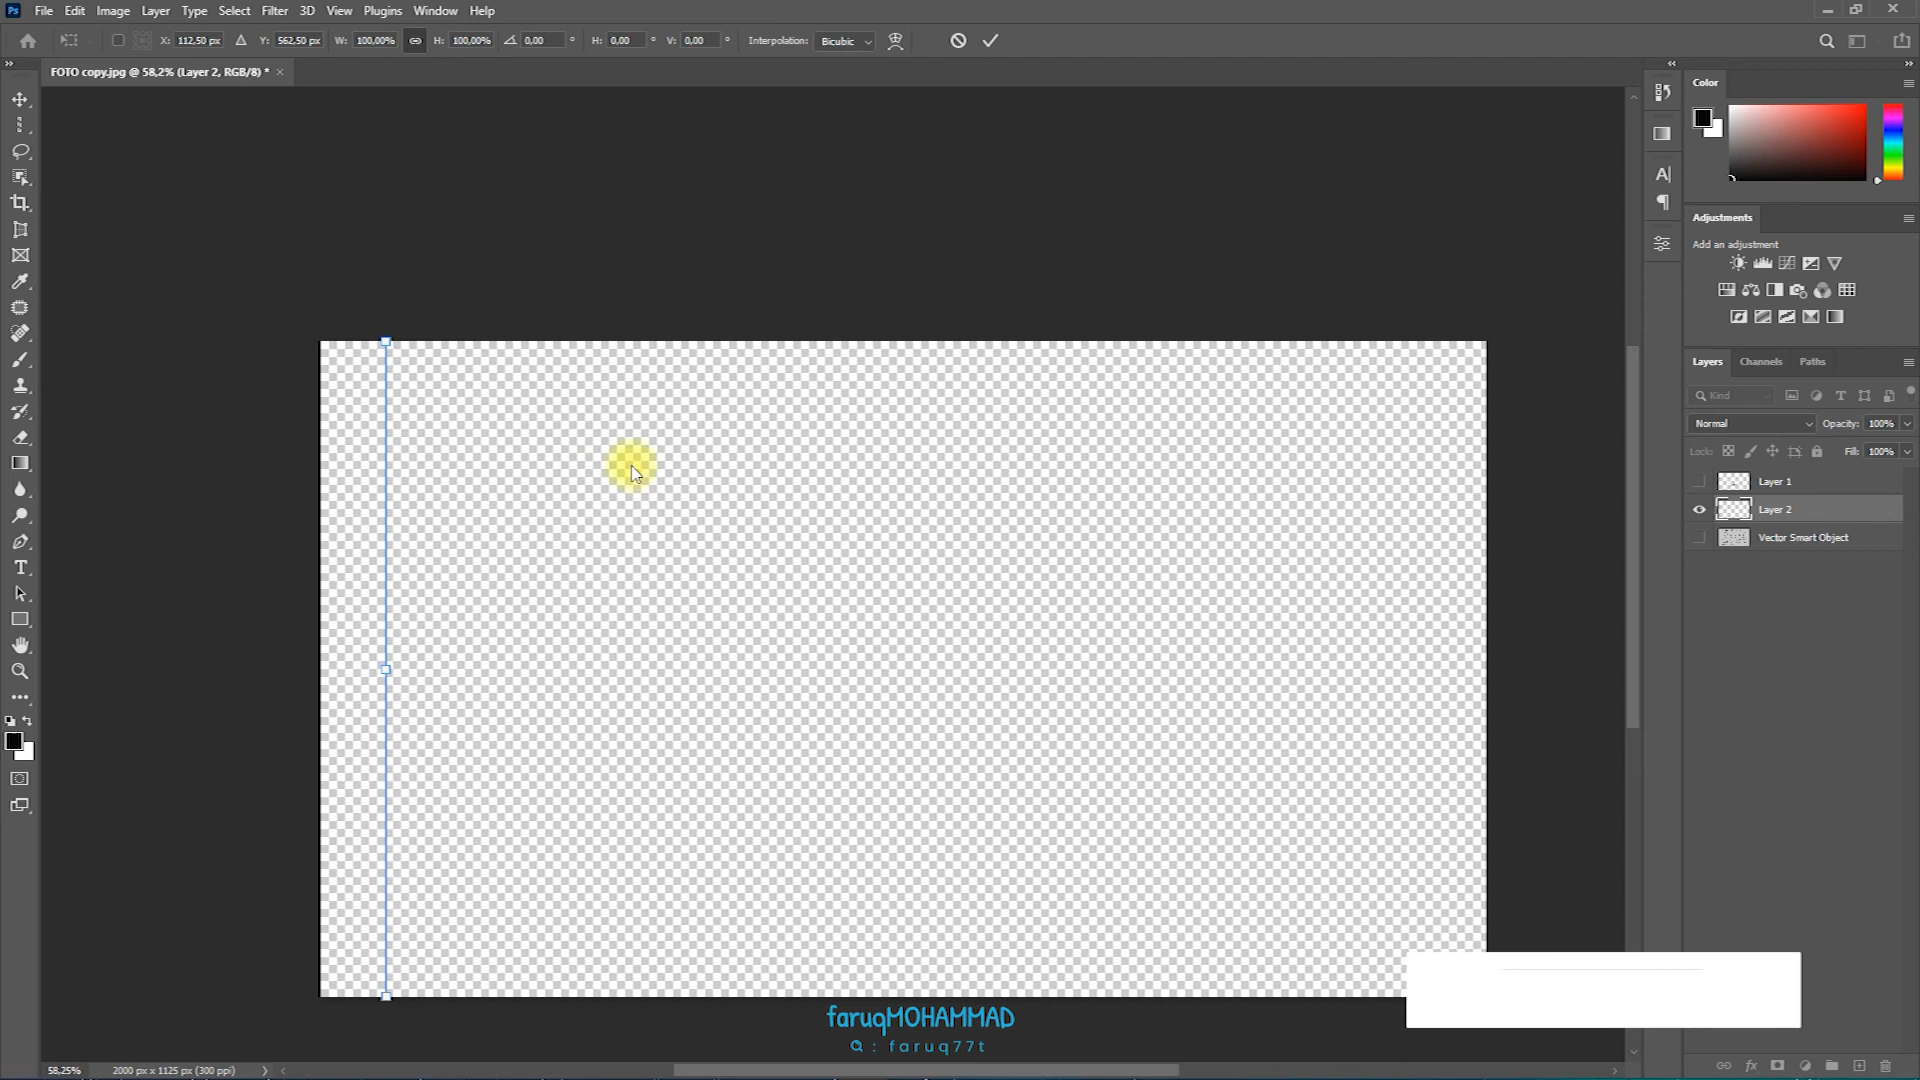 Ps File Edit Image Layer Type Select Filter 3D View Plugins Window Help
X: 112,50 px Y: 562,50 px W: 100,00% H: 100,00% 0,00 ° H: 0,00 ° V: 0,00 ° Interpolation: Bicubic
FOTO copy.jpg @ 58,2% (Layer 2, RGB/8) * ×
Color
Adjustments
Add an adjustment
Layers Channels Paths
Kind
Normal Opacity: 100%
Lock: Fill: 100%
Layer 1
Layer 2
Vector Smart Object
faruqMOHAMMAD
: faruq77t
58,25% 2000 px x 1125 px (300 ppi)